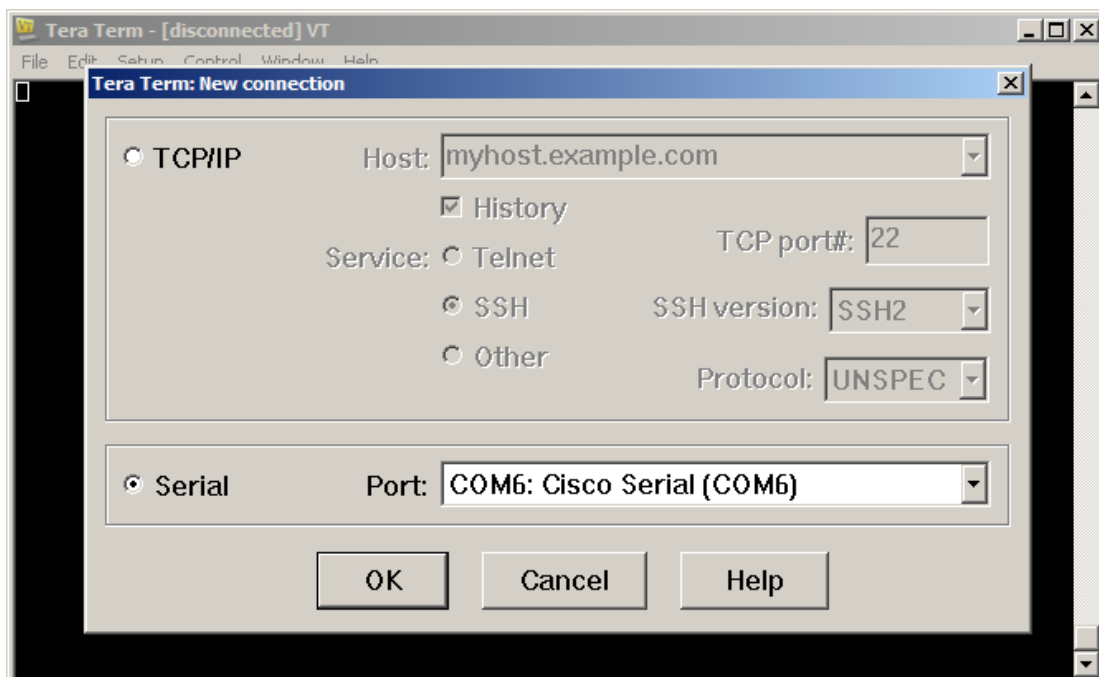 Tera Term - [disconnected] VT
File Edit Setup Control Window Help
Tera Term: New connection
TCP/IP
Host: myhost.example.com
History
Service: Telnet
TCP port#: 22
SSH
SSH version: SSH2
Other
Protocol: UNSPEC
Serial
Port: COM6: Cisco Serial (COM6)
OK Cancel Help